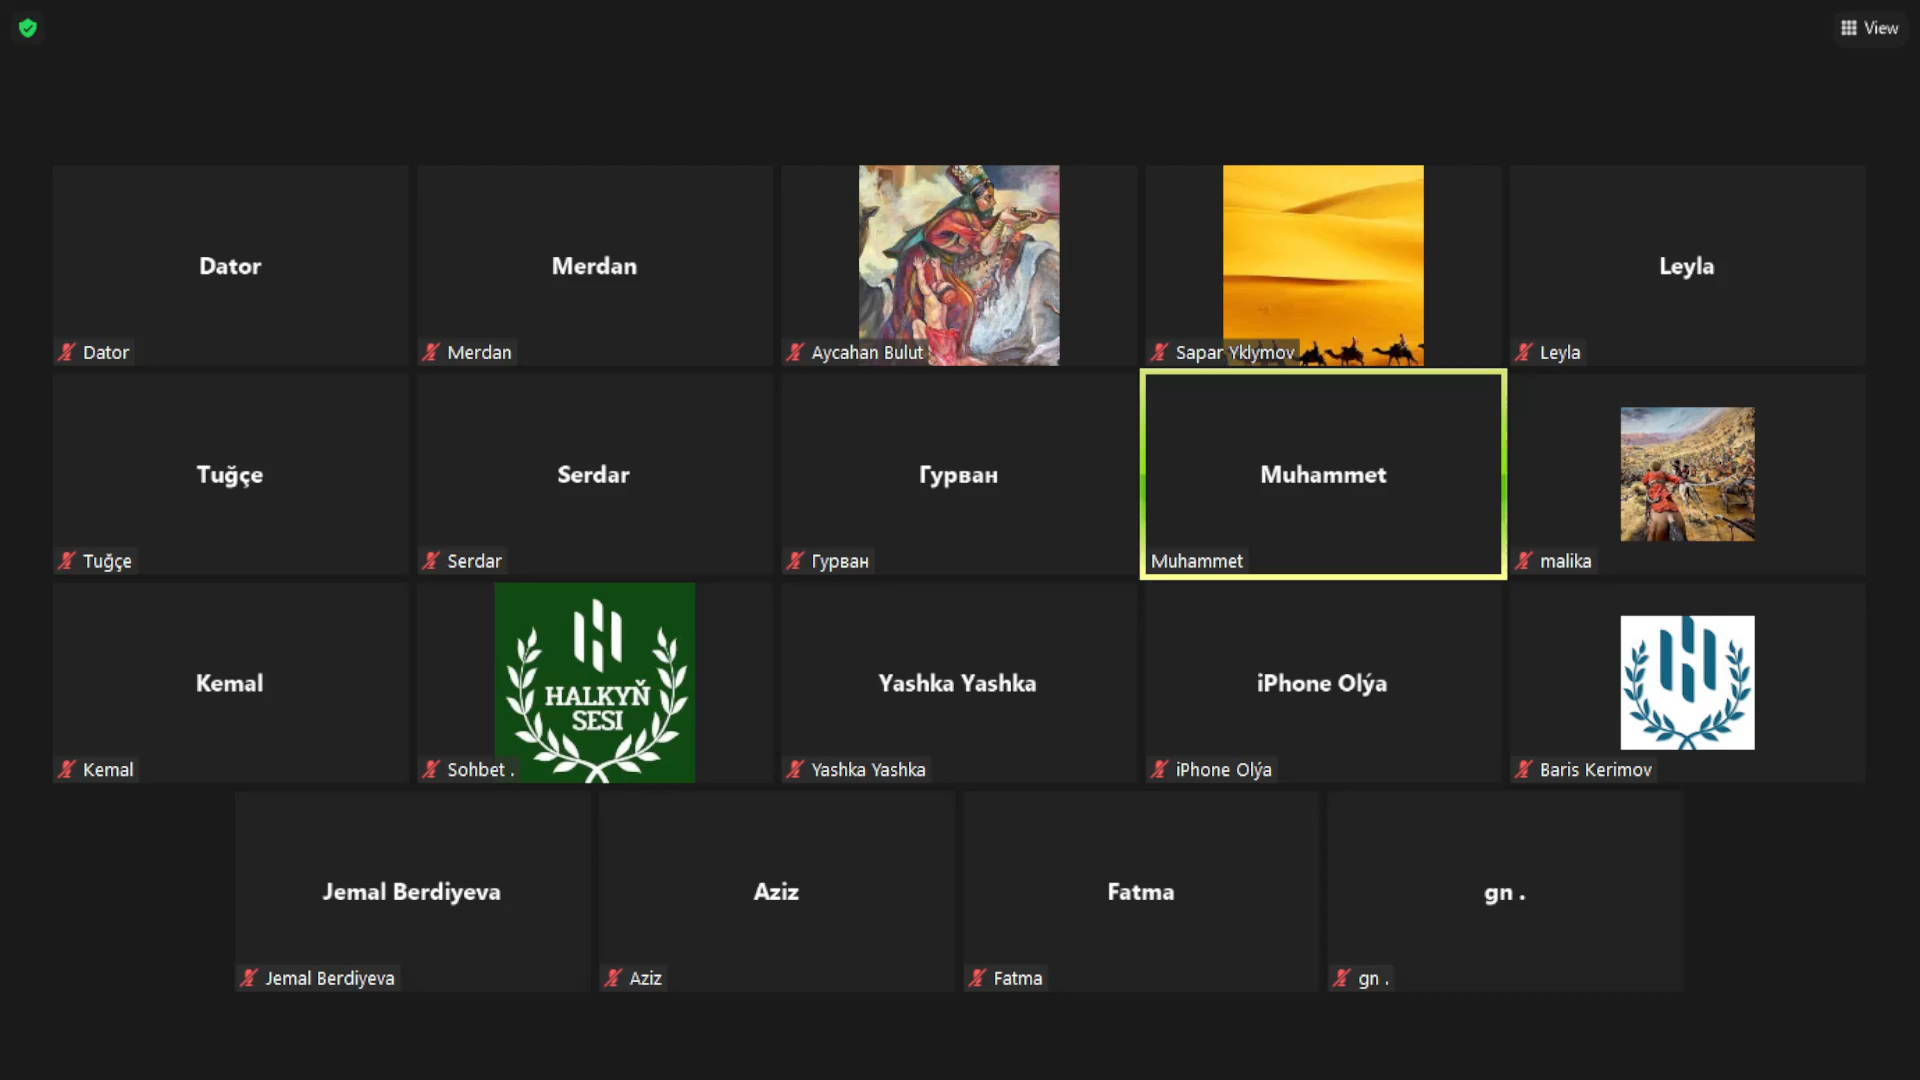 View
Dator
Dator
Merdan
Merdan
Aycahan Bulut
Sapar Yklymov
Leyla
Leyla
Tuğçe
Tuğçe
Serdar
Serdar
Гурван
Гурван
Muhammet
Muhammet
malika
Kemal
Kemal
HALKYŇ
SESI
Sohbet .
Yashka Yashka
Yashka Yashka
iPhone Olýa
iPhone Olýa
Baris Kerimov
Jemal Berdiyeva
Jemal Berdiyeva
Aziz
Aziz
Fatma
Fatma
gn .
gn .